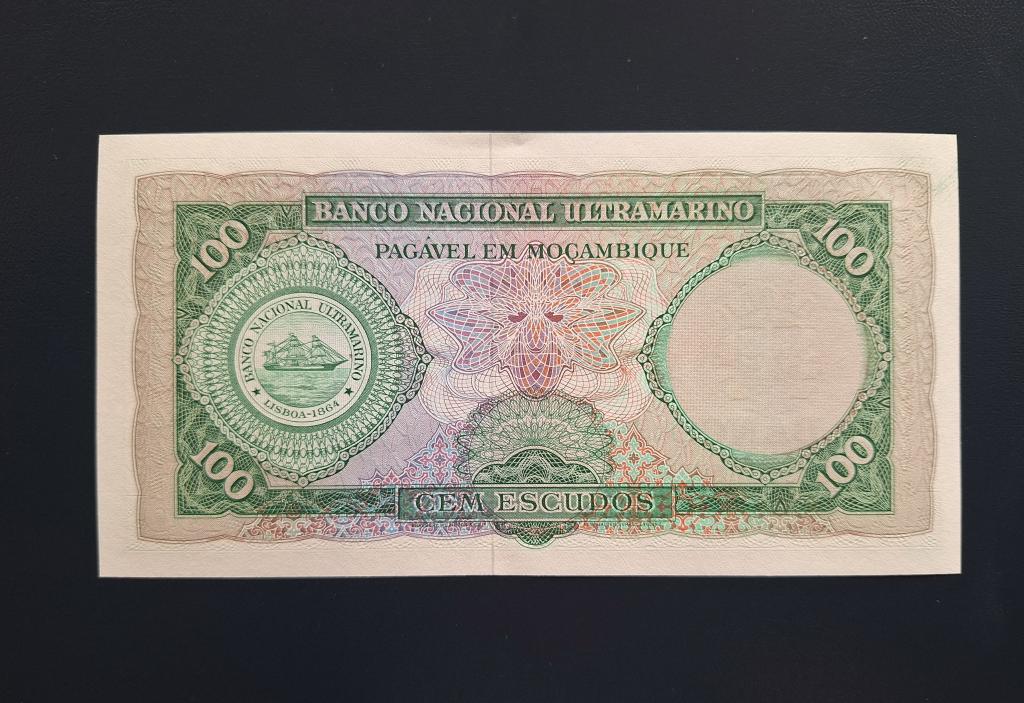 BANCO NACIONAL ULTRAMARINO
PAGÁVEL EM MOÇAMBIQUE
100
100
BANCO NACIONAL ULTRAMARINO
LISBOA-1864
100
100
CEM ESCUDOS